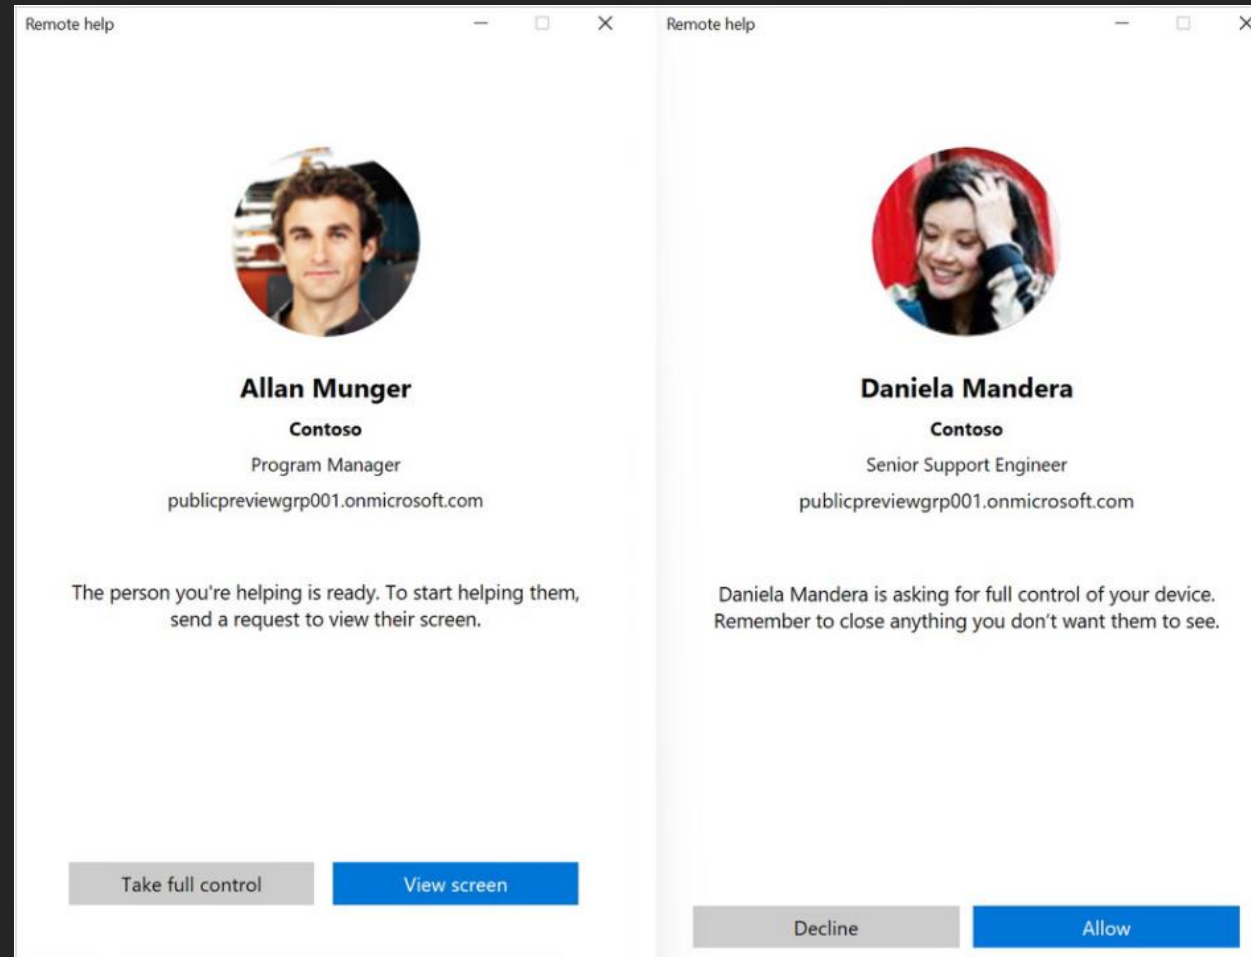 Remote help
Allan Munger
Contoso
Program Manager
publicpreviewgrp001.onmicrosoft.com
The person you're helping is ready. To start helping them,
send a request to view their screen.
Take full control
View screen
Remote help
Daniela Mandera
Contoso
Senior Support Engineer
publicpreviewgrp001.onmicrosoft.com
Daniela Mandera is asking for full control of your device.
Remember to close anything you don't want them to see.
Decline
Allow